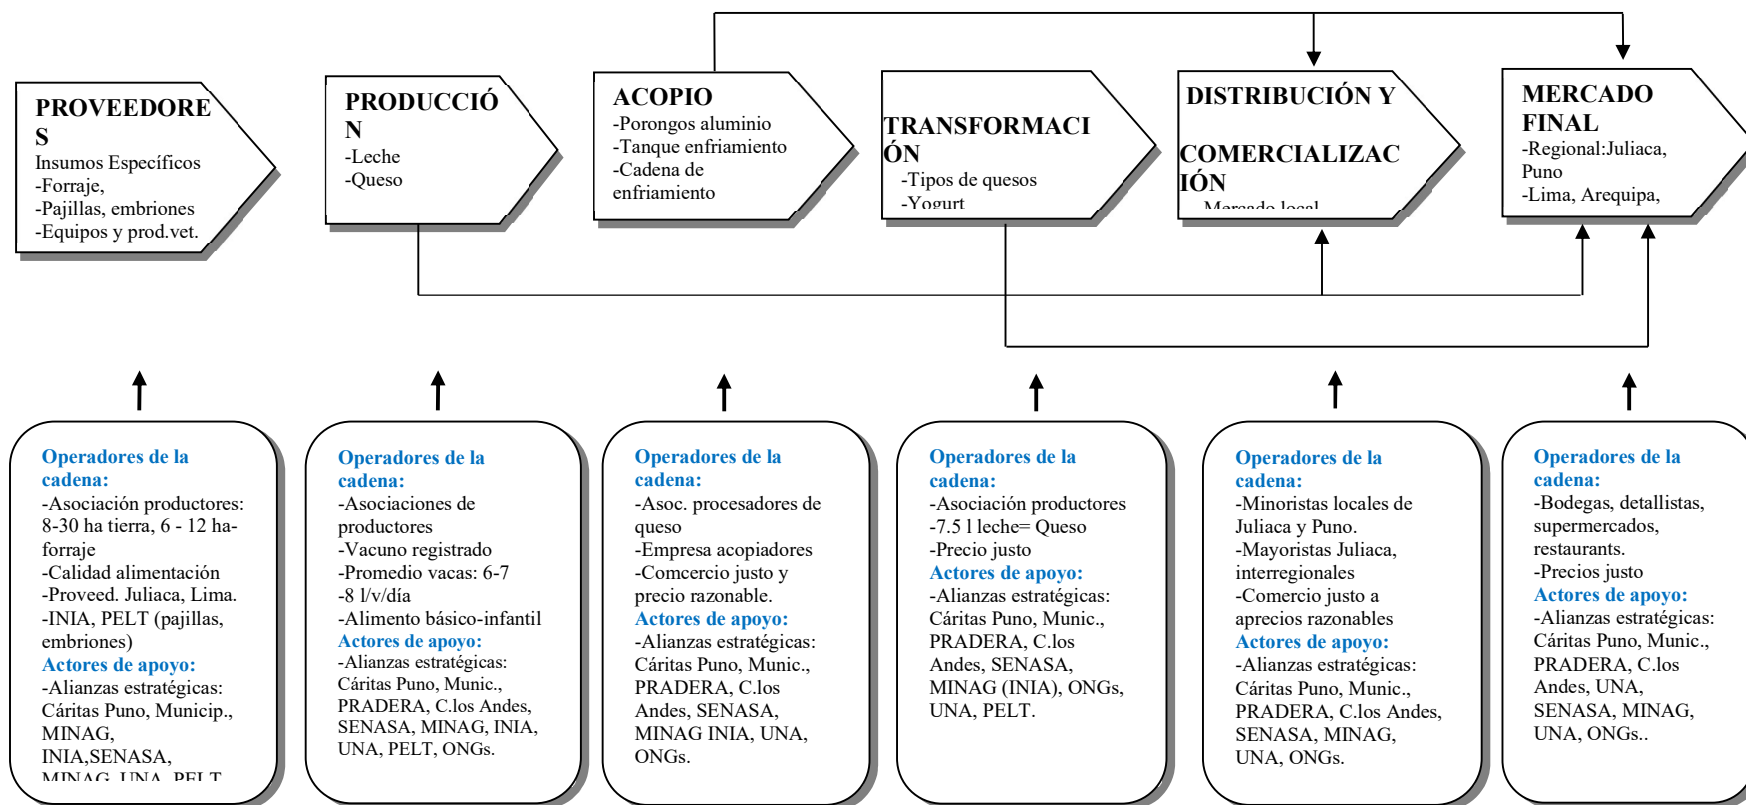 PROVEEDORE
S
Insumos Específicos
-Forraje,
-Pajillas, embriones
-Equipos y prod.vet.
PRODUCCIÓ
N
-Leche
-Queso
ACOPIO
-Porongos aluminio
-Tanque enfriamiento
-Cadena de
enfriamiento
TRANSFORMACI
ÓN
-Tipos de quesos
-Yogurt
DISTRIBUCIÓN Y
COMERCIALIZAC
IÓN
-Mercado local
MERCADO
FINAL
-Regional:Juliaca,
Puno
-Lima, Arequipa,
Operadores de la
cadena:
-Asociación productores:
8-30 ha tierra, 6 - 12 ha-
forraje
-Calidad alimentación
-Proveed. Juliaca, Lima.
-INIA, PELT (pajillas,
embriones)
Actores de apoyo:
-Alianzas estratégicas:
Cáritas Puno, Municip.,
MINAG,
INIA,SENASA,
MINAG, UNA, PELT
Operadores de la
cadena:
-Asociaciones de
productores
-Vacuno registrado
-Promedio vacas: 6-7
-8 l/v/día
-Alimento básico-infantil
Actores de apoyo:
-Alianzas estratégicas:
Cáritas Puno, Munic.,
PRADERA, C.los Andes,
SENASA, MINAG, INIA,
UNA, PELT, ONGs.
Operadores de la
cadena:
-Asoc. procesadores de
queso
-Empresa acopiadores
-Comcercio justo y
precio razonable.
Actores de apoyo:
-Alianzas estratégicas:
Cáritas Puno, Munic.,
PRADERA, C.los
Andes, SENASA,
MINAG INIA, UNA,
ONGs.
Operadores de la
cadena:
-Asociación productores
-7.5 l leche= Queso
-Precio justo
Actores de apoyo:
-Alianzas estratégicas:
Cáritas Puno, Munic.,
PRADERA, C.los
Andes, SENASA,
MINAG (INIA), ONGs,
UNA, PELT.
Operadores de la
cadena:
-Minoristas locales de
Juliaca y Puno.
-Mayoristas Juliaca,
interregionales
-Comercio justo a
aprecios razonables
Actores de apoyo:
-Alianzas estratégicas:
Cáritas Puno, Munic.,
PRADERA, C.los Andes,
SENASA, MINAG,
UNA, ONGs.
Operadores de la
cadena:
-Bodegas, detallistas,
supermercados,
restaurants.
-Precios justo
Actores de apoyo:
-Alianzas estratégicas:
Cáritas Puno, Munic.,
PRADERA, C.los
Andes, UNA,
SENASA, MINAG,
UNA, ONGs..